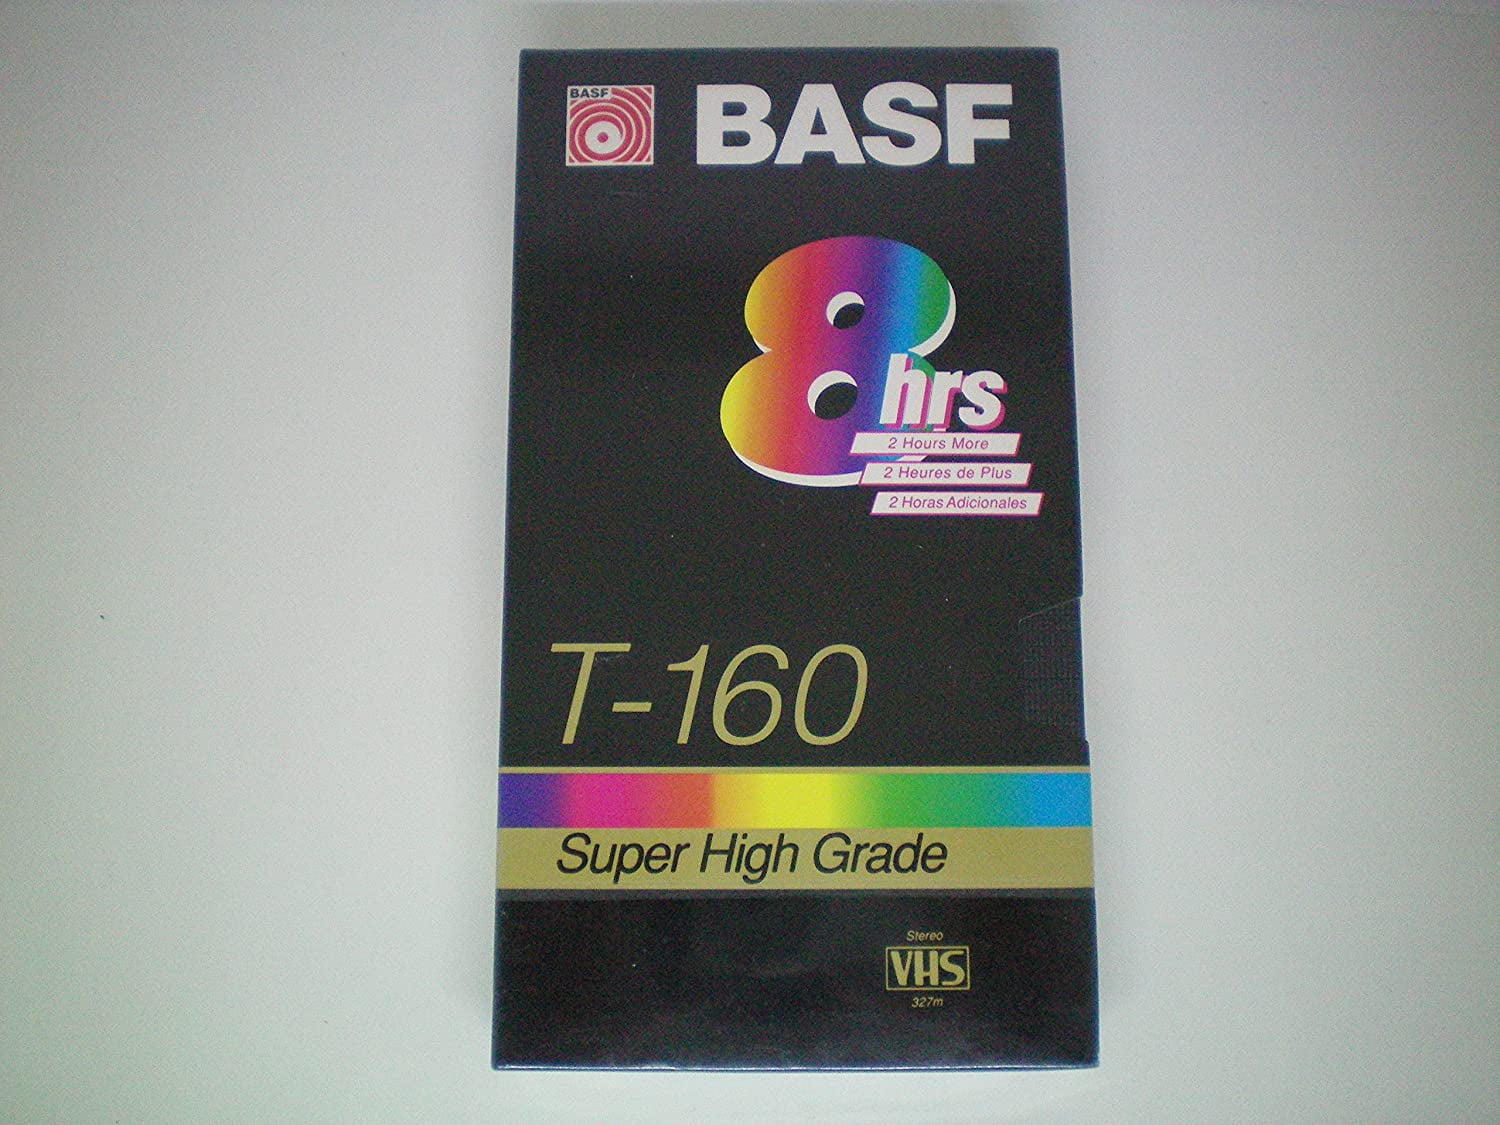 BASF
BASF
8
hrs
2 Hours More
2 Heures de Plus
2 Horas Adicionales
T-160
Super High Grade
Stereo
VHS
327m